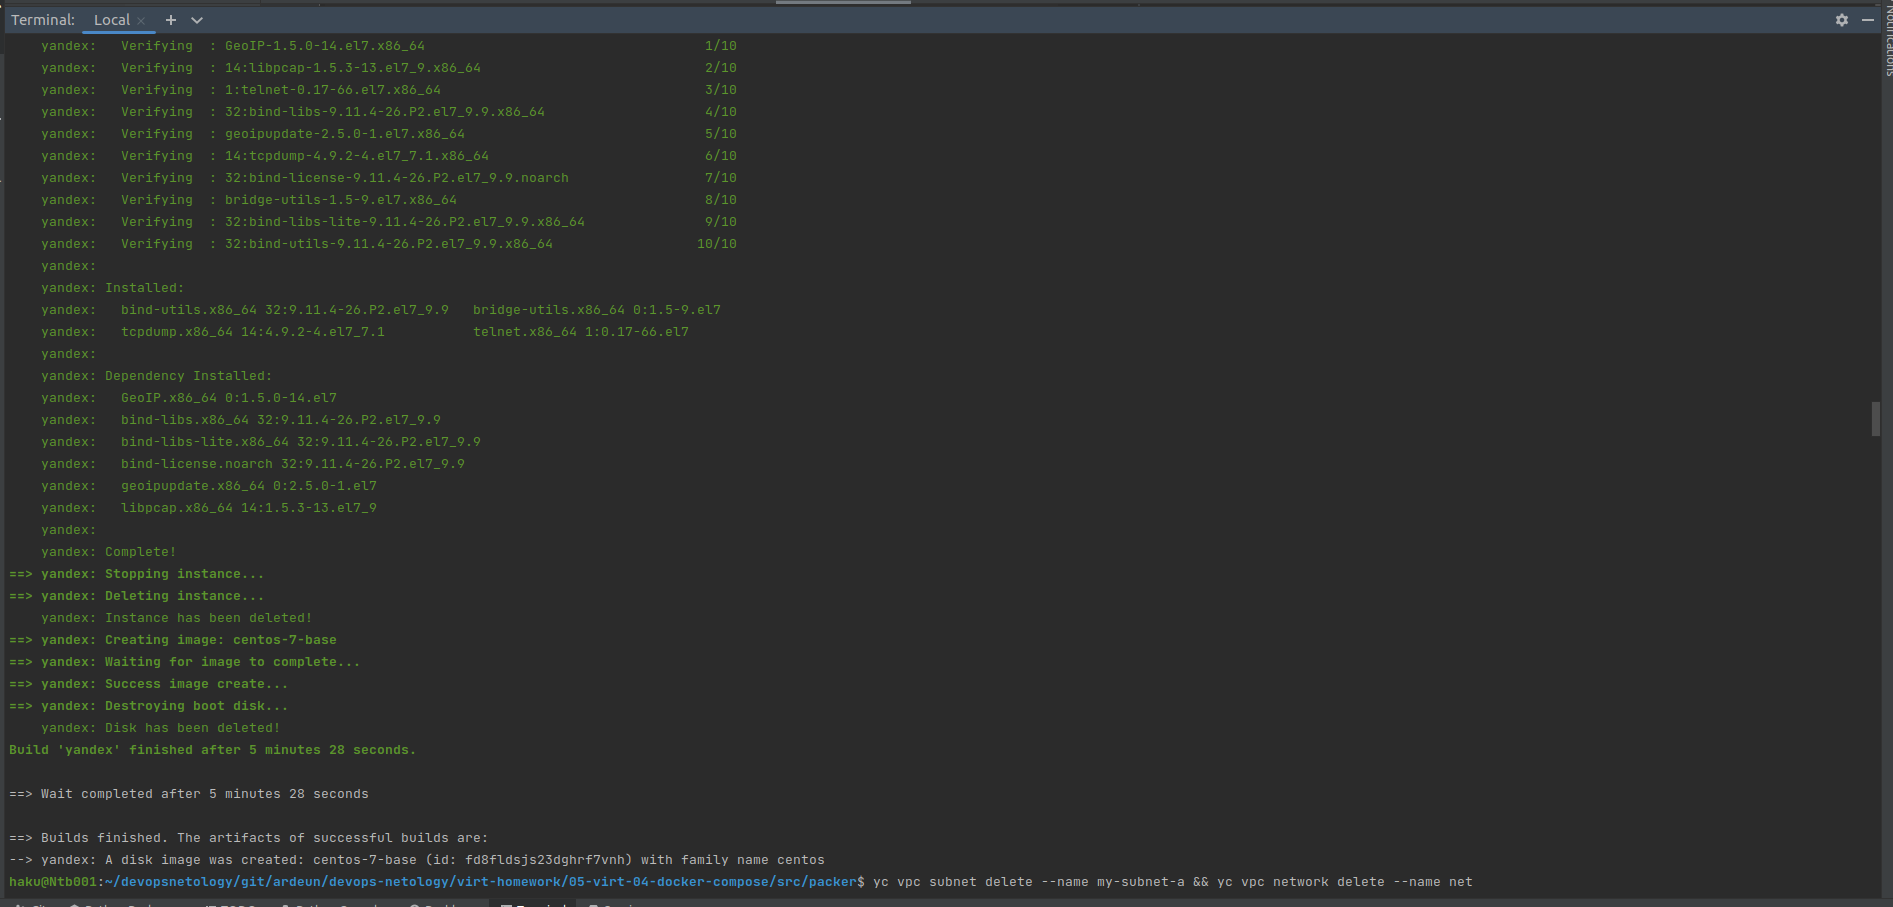 Terminal: Local × + 
yandex:   Verifying  : GeoIP-1.5.0-14.el7.x86_64                                   1/10
yandex:   Verifying  : 14:libpcap-1.5.3-13.el7_9.x86_64                            2/10
yandex:   Verifying  : 1:telnet-0.17-66.el7.x86_64                                 3/10
yandex:   Verifying  : 32:bind-libs-9.11.4-26.P2.el7_9.9.x86_64                    4/10
yandex:   Verifying  : geoipupdate-2.5.0-1.el7.x86_64                              5/10
yandex:   Verifying  : 14:tcpdump-4.9.2-4.el7_7.1.x86_64                           6/10
yandex:   Verifying  : 32:bind-license-9.11.4-26.P2.el7_9.9.noarch                 7/10
yandex:   Verifying  : bridge-utils-1.5-9.el7.x86_64                               8/10
yandex:   Verifying  : 32:bind-libs-lite-9.11.4-26.P2.el7_9.9.x86_64               9/10
yandex:   Verifying  : 32:bind-utils-9.11.4-26.P2.el7_9.9.x86_64                  10/10
yandex:
yandex: Installed:
yandex:   bind-utils.x86_64 32:9.11.4-26.P2.el7_9.9   bridge-utils.x86_64 0:1.5-9.el7
yandex:   tcpdump.x86_64 14:4.9.2-4.el7_7.1           telnet.x86_64 1:0.17-66.el7
yandex:
yandex: Dependency Installed:
yandex:   GeoIP.x86_64 0:1.5.0-14.el7
yandex:   bind-libs.x86_64 32:9.11.4-26.P2.el7_9.9
yandex:   bind-libs-lite.x86_64 32:9.11.4-26.P2.el7_9.9
yandex:   bind-license.noarch 32:9.11.4-26.P2.el7_9.9
yandex:   geoipupdate.x86_64 0:2.5.0-1.el7
yandex:   libpcap.x86_64 14:1.5.3-13.el7_9
yandex:
yandex: Complete!
==> yandex: Stopping instance...
==> yandex: Deleting instance...
yandex: Instance has been deleted!
==> yandex: Creating image: centos-7-base
==> yandex: Waiting for image to complete...
==> yandex: Success image create...
==> yandex: Destroying boot disk...
yandex: Disk has been deleted!
Build 'yandex' finished after 5 minutes 28 seconds.
==> Wait completed after 5 minutes 28 seconds
==> Builds finished. The artifacts of successful builds are:
--> yandex: A disk image was created: centos-7-base (id: fd8fldsjs23dghrf7vnh) with family name centos
haku@Ntb001:~/devopsnetology/git/ardeun/devops-netology/virt-homework/05-virt-04-docker-compose/src/packer$ yc vpc subnet delete --name my-subnet-a && yc vpc network delete --name net